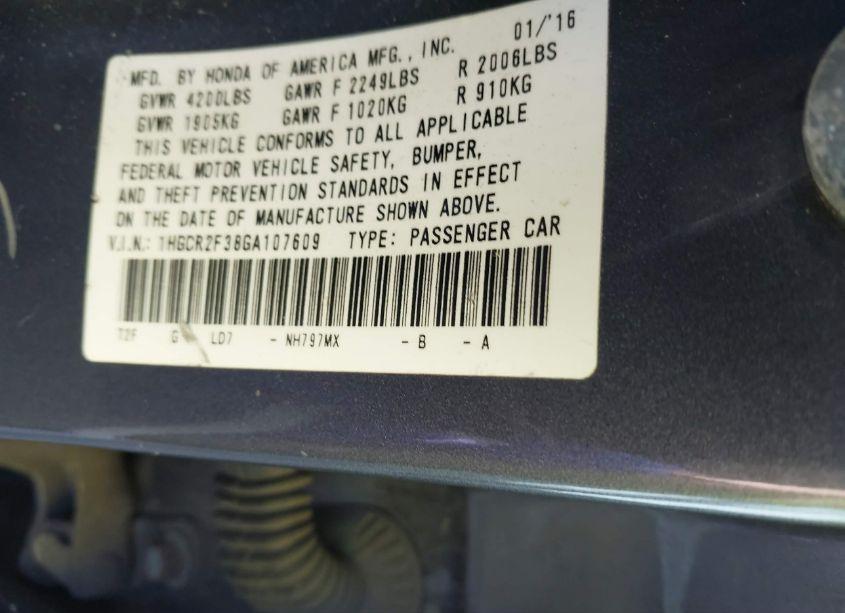 01/'16
MFD. BY HONDA OF AMERICA MFG., INC.
GVWR 4200LBS GAWR F 2249LBS R 2006LBS
GVWR 1905KG GAWR F 1020KG R 910KG
THIS VEHICLE CONFORMS TO ALL APPLICABLE
FEDERAL MOTOR VEHICLE SAFETY, BUMPER,
AND THEFT PREVENTION STANDARDS IN EFFECT
ON THE DATE OF MANUFACTURE SHOWN ABOVE.
V.I.N.: 1HGCR2F38GA107609 TYPE: PASSENGER CAR
T2F G LD7 - NH797MX - B - A